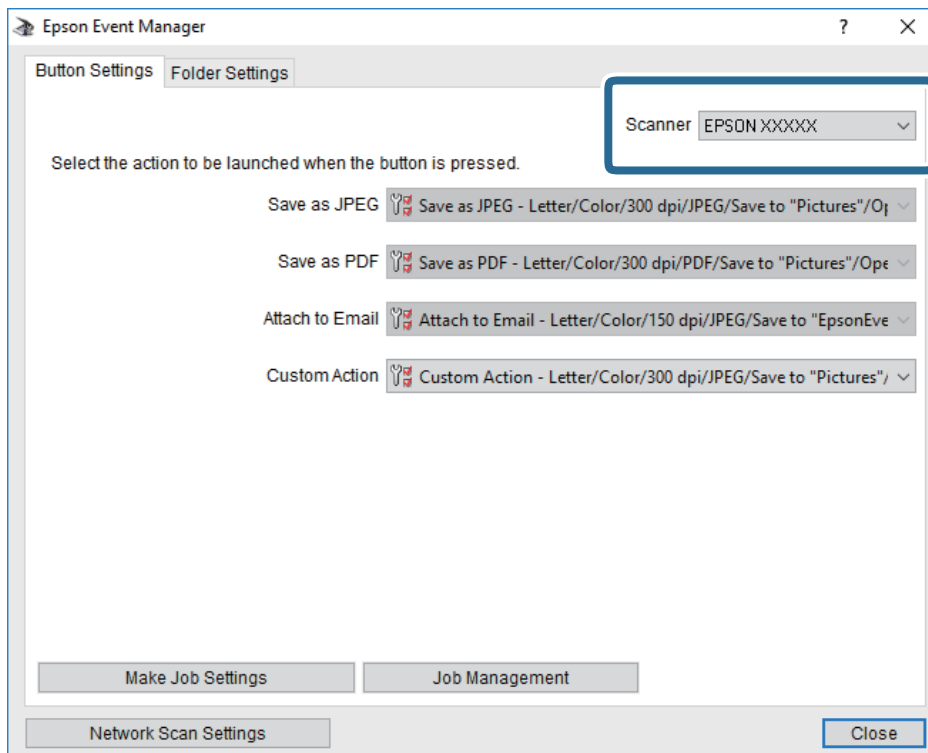 Epson Event Manager
Button Settings
Folder Settings
Scanner EPSON XXXXX
Select the action to be launched when the button is pressed.
Save as JPEG Save as JPEG - Letter/Color/300 dpi/JPEG/Save to "Pictures"/Op
Save as PDF Save as PDF - Letter/Color/300 dpi/PDF/Save to "Pictures"/Ope
Attach to Email Attach to Email - Letter/Color/150 dpi/JPEG/Save to "EpsonEve
Custom Action Custom Action - Letter/Color/300 dpi/JPEG/Save to "Pictures"/
Make Job Settings
Job Management
Network Scan Settings
Close